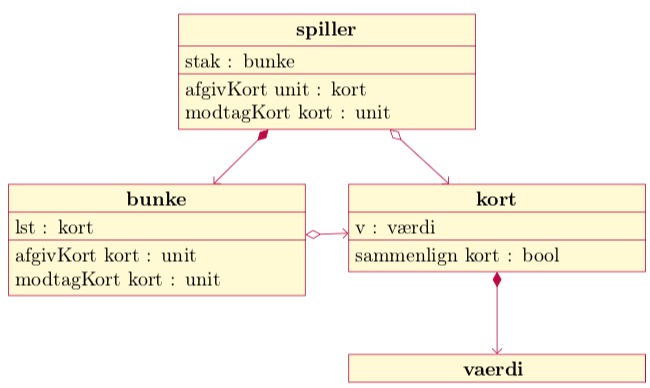 spiller
stak : bunke
afgivKort unit : kort
modtagKort kort : unit
bunke
lst : kort
afgivKort kort : unit
modtagKort kort : unit
kort
v : værdi
sammenlign kort : bool
vaerdi